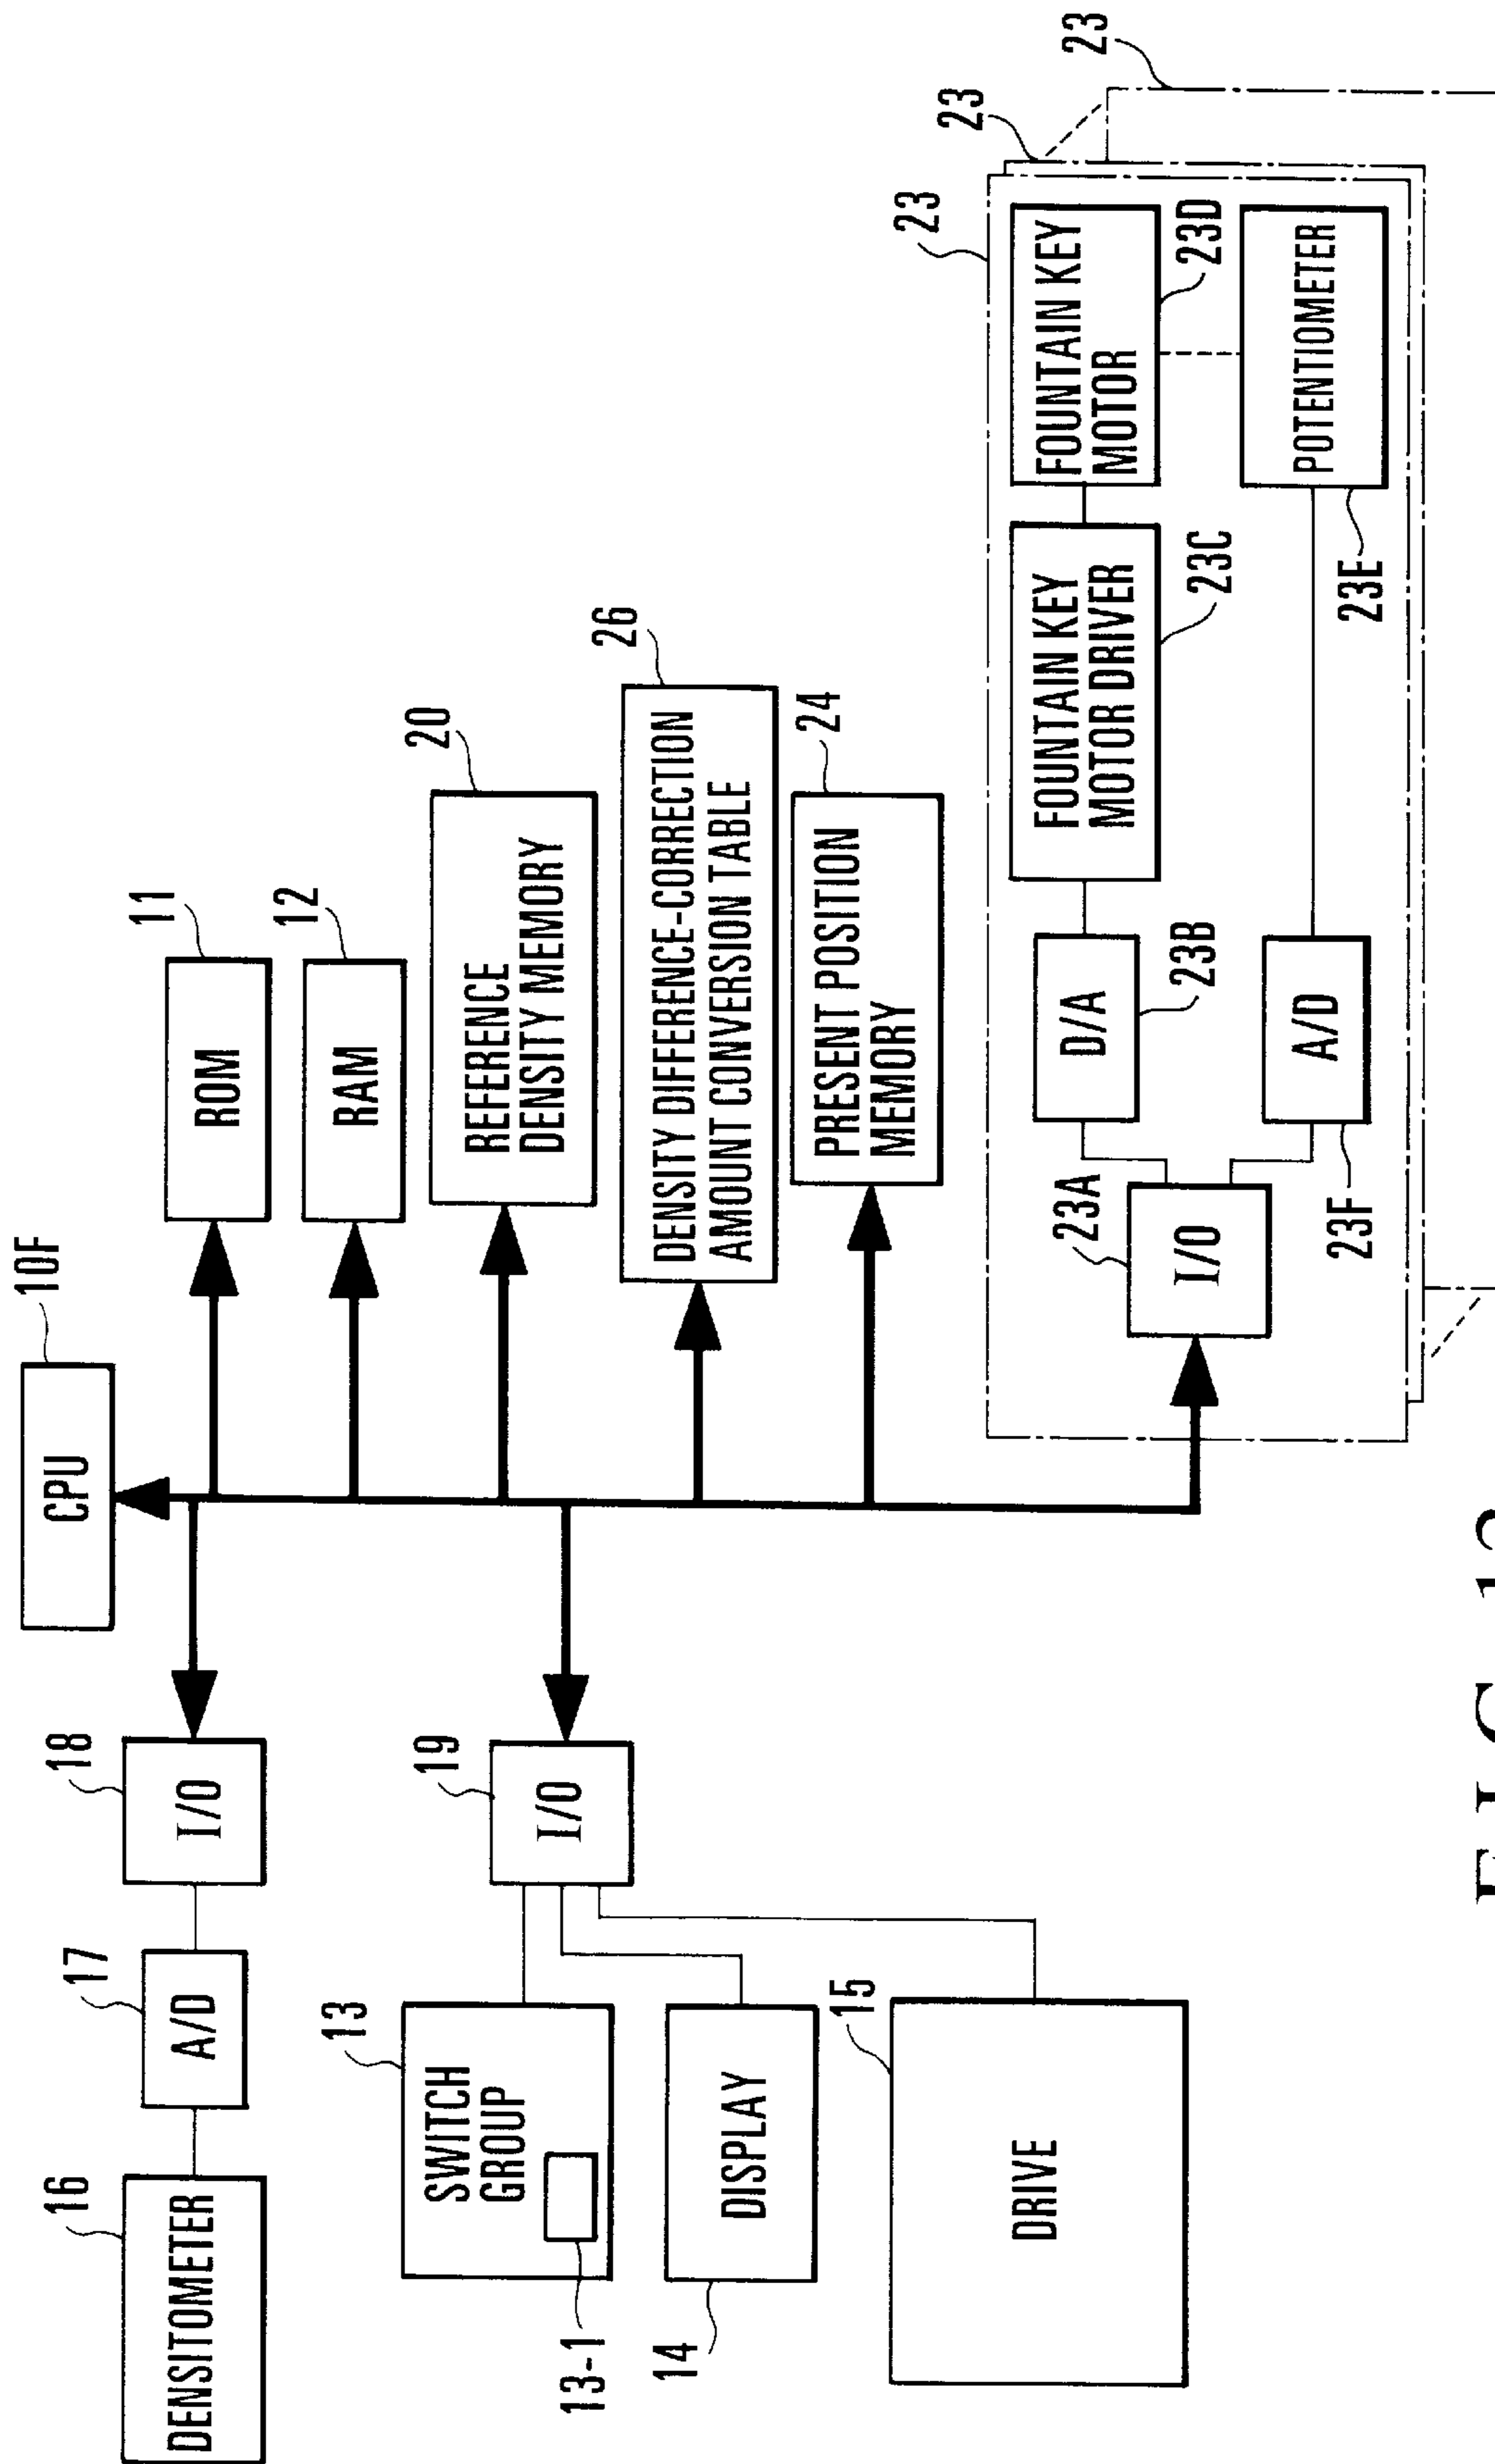 10F
CPU
11
ROM
12
RAM
20
REFERENCE
DENSITY MEMORY
26
DENSITY DIFFERENCE-CORRECTION
AMOUNT CONVERSION TABLE
24
PRESENT POSITION
MEMORY
16
DENSITOMETER
17
A/D
18
I/O
19
I/O
13
SWITCH
GROUP
13-1
14
DISPLAY
15
DRIVE
23
23
23
23A
I/O
D/A
23B
FOUNTAIN KEY
MOTOR DRIVER
23C
FOUNTAIN KEY
MOTOR
23D
POTENTIOMETER
23E
A/D
23F